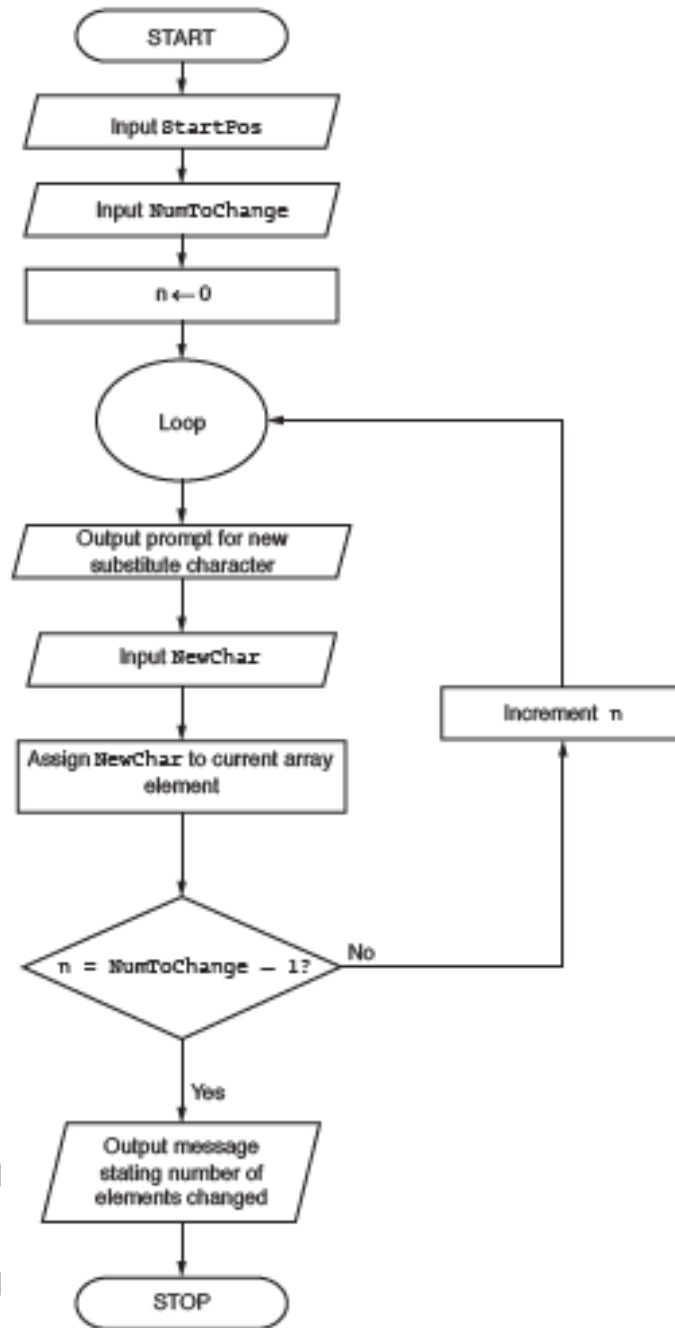 START
Input StartPos
Input NumToChange
n ← 0
Loop
Output prompt for new
substitute character
Input NewChar
Increment n
Assign NewChar to current array
element
n = NumToChange – 1?
No
Yes
Output message
stating number of
elements changed
STOP